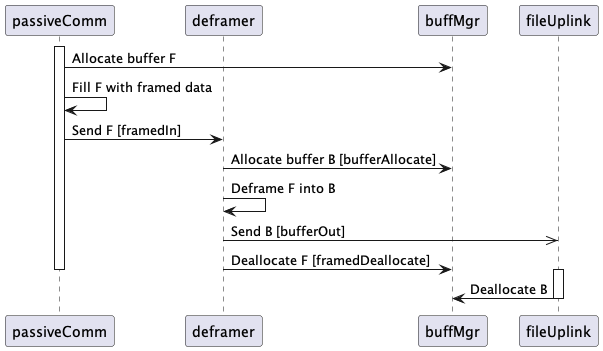 passiveComm deframer buffMgr fileUplink
Allocate buffer F
Fill F with framed data
Send F [framedIn]
Allocate buffer B [bufferAllocate]
Deframe F into B
Send B [bufferOut]
Deallocate F [framedDeallocate]
Deallocate B
passiveComm deframer buffMgr fileUplink